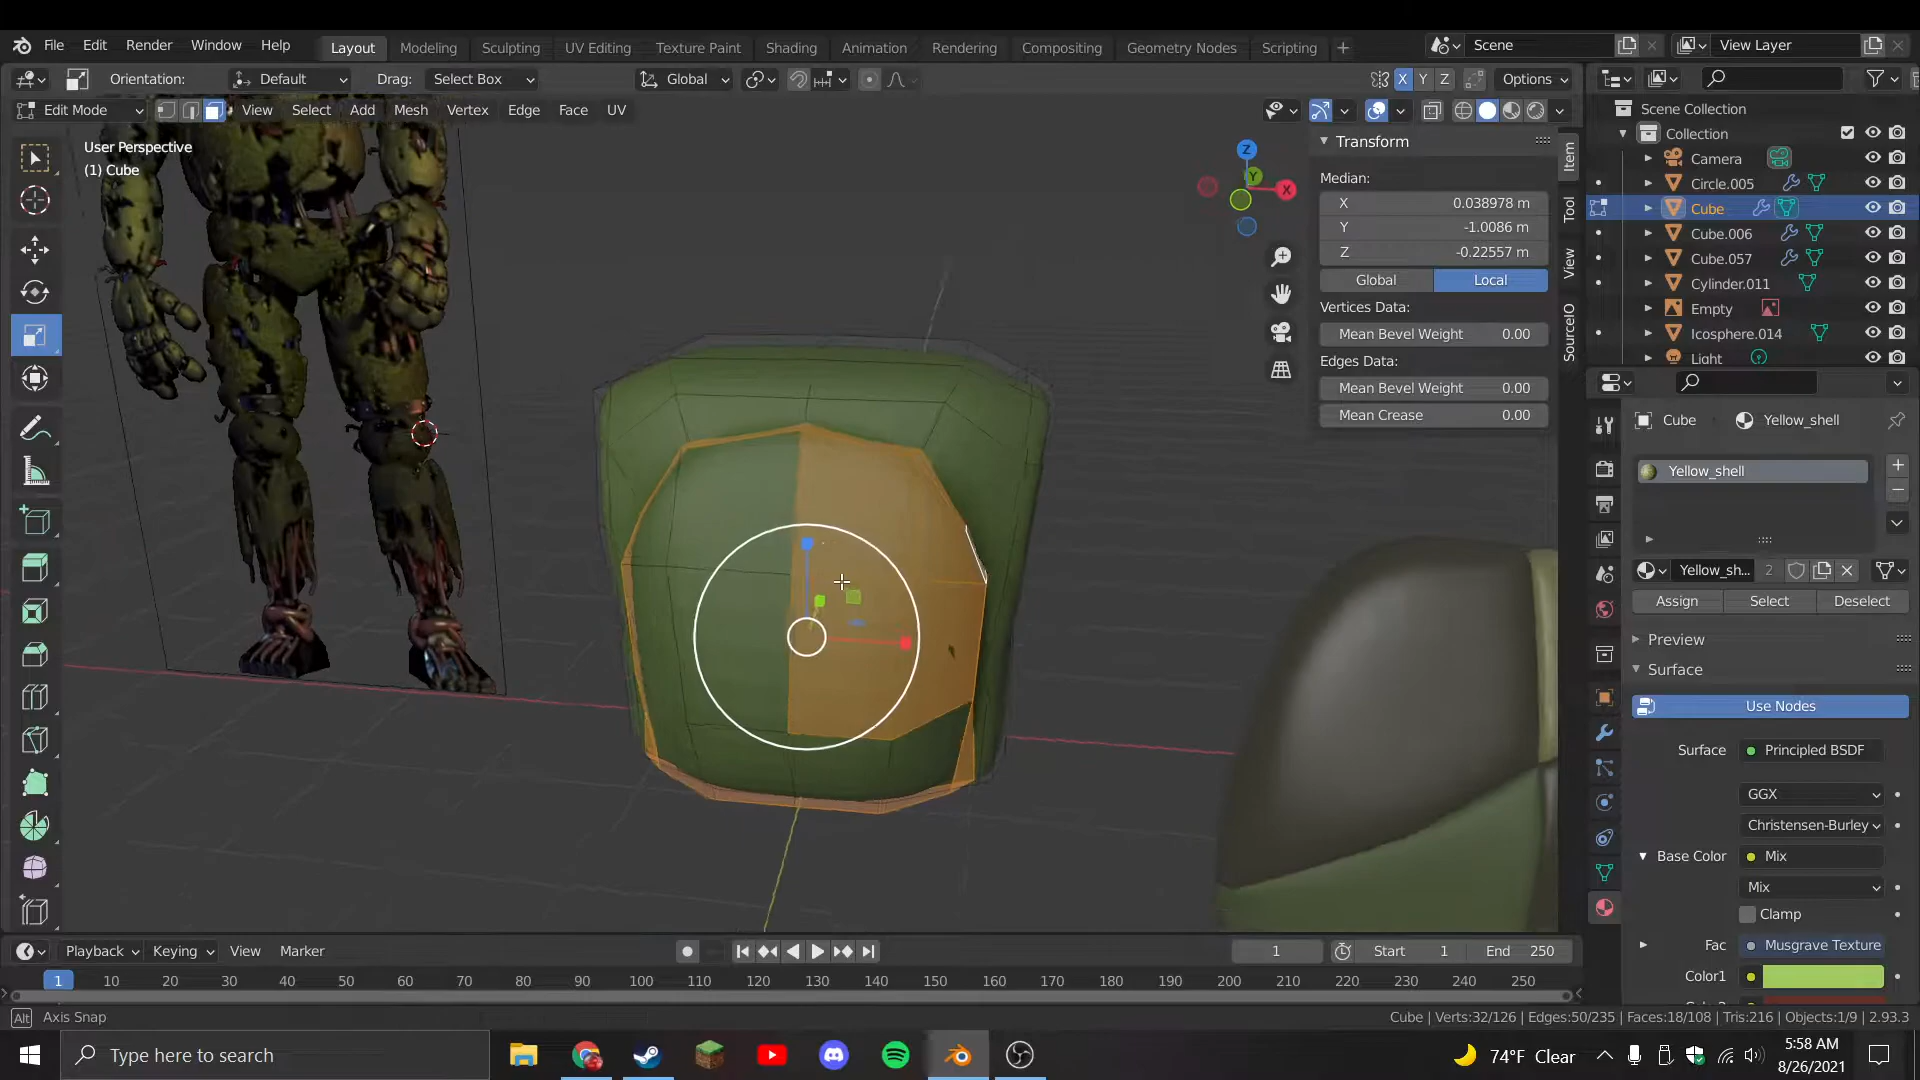 File Edit Render Window Help Layout Modeling Sculpting UV Editing Texture Paint Shading Animation Rendering Compositing Geometry Nodes Scripting + Scene View Layer
Orientation: Default Drag: Select Box Global X Y Z Options
Edit Mode View Select Add Mesh Vertex Edge Face UV
User Perspective
(1) Cube
Z
Y
X
Transform
Median:
X 0.038978 m
Y -1.0086 m
Z -0.22557 m
Global Local
Vertices Data:
Mean Bevel Weight 0.00
Edges Data:
Mean Bevel Weight 0.00
Mean Crease 0.00
Item
Tool
View
SourceIO
Scene Collection
Collection
Camera
Circle.005
Cube
Cube.006
Cube.057
Cylinder.011
Empty
Icosphere.014
Light
Cube Yellow_shell
Yellow_shell
Yellow_sh... 2
Assign Select Deselect
Preview
Surface
Use Nodes
Surface Principled BSDF
GGX
Christensen-Burley
Base Color Mix
Mix
Clamp
Fac Musgrave Texture
Color1
Playback Keying View Marker 1 Start 1 End 250
1 10 20 30 40 50 60 70 80 90 100 110 120 130 140 150 160 170 180 190 200 210 220 230 240 250
Alt Axis Snap Cube | Verts:32/126 | Edges:50/235 | Faces:18/108 | Tris:216 | Objects:1/9 | 2.93.3
Type here to search 74°F Clear 5:58 AM
8/26/2021